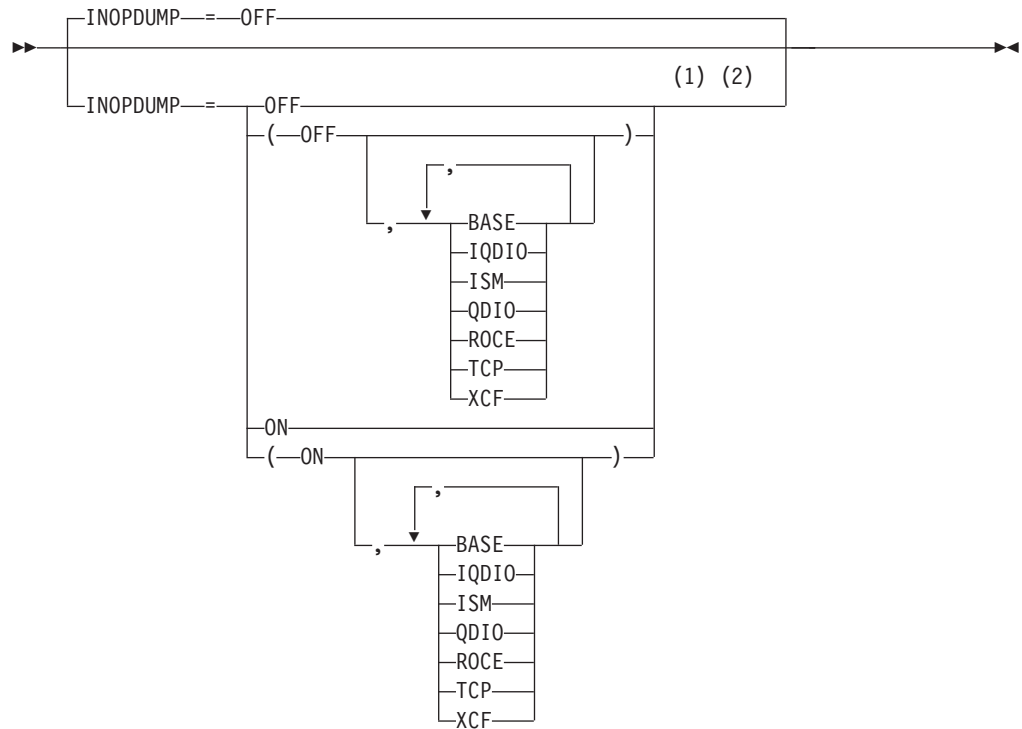 INOPDUMP = OFF
(1) (2)
INOPDUMP = OFF
( OFF )
,
, BASE
IQDIO
ISM
QDIO
ROCE
TCP
XCF
ON
( ON )
,
, BASE
IQDIO
ISM
QDIO
ROCE
TCP
XCF